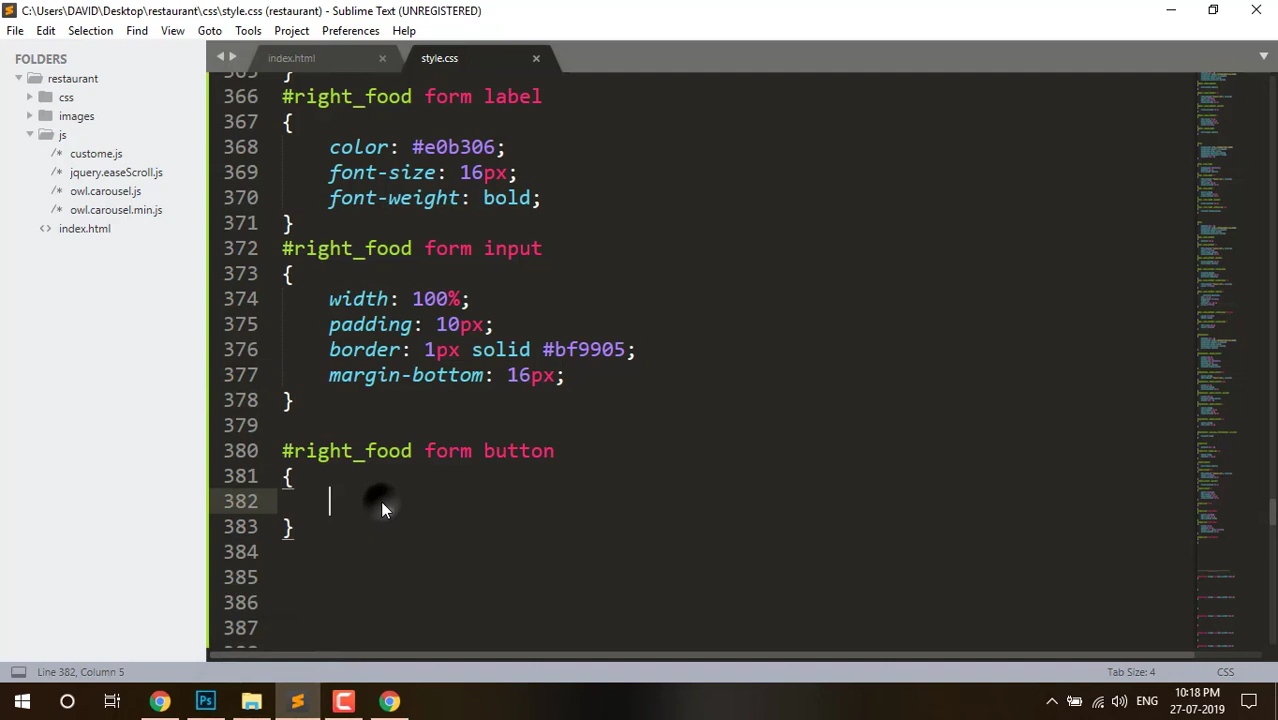 C:\Users\DAVID\Desktop\restaurant\css\style.css (restaurant) - Sublime Text (UNREGISTERED)
File Edit Selection Find View Goto Tools Project Preferences Help
FOLDERS
restaurant
css
images
js
/* custome.js
/* jquery.easeScroll.js
/* owl.carousel.js
/* owl.carousel.min.js
<> index.html
index.html
style.css
365 }
366 #right_food form label
367 {
368 color: #e0b306;
369 font-size: 16px;
370 font-weight: bold;
371 }
372 #right_food form input
373 {
374 width: 100%;
375 padding: 10px;
376 border: 1px solid #bf9905;
377 margin-bottom: 16px;
378 }
379
380 #right_food form button
381 {
382
383 }
384
385
386
387
Line 382, Column 5
Tab Size: 4
CSS
Ps
ENG
10:18 PM
27-07-2019